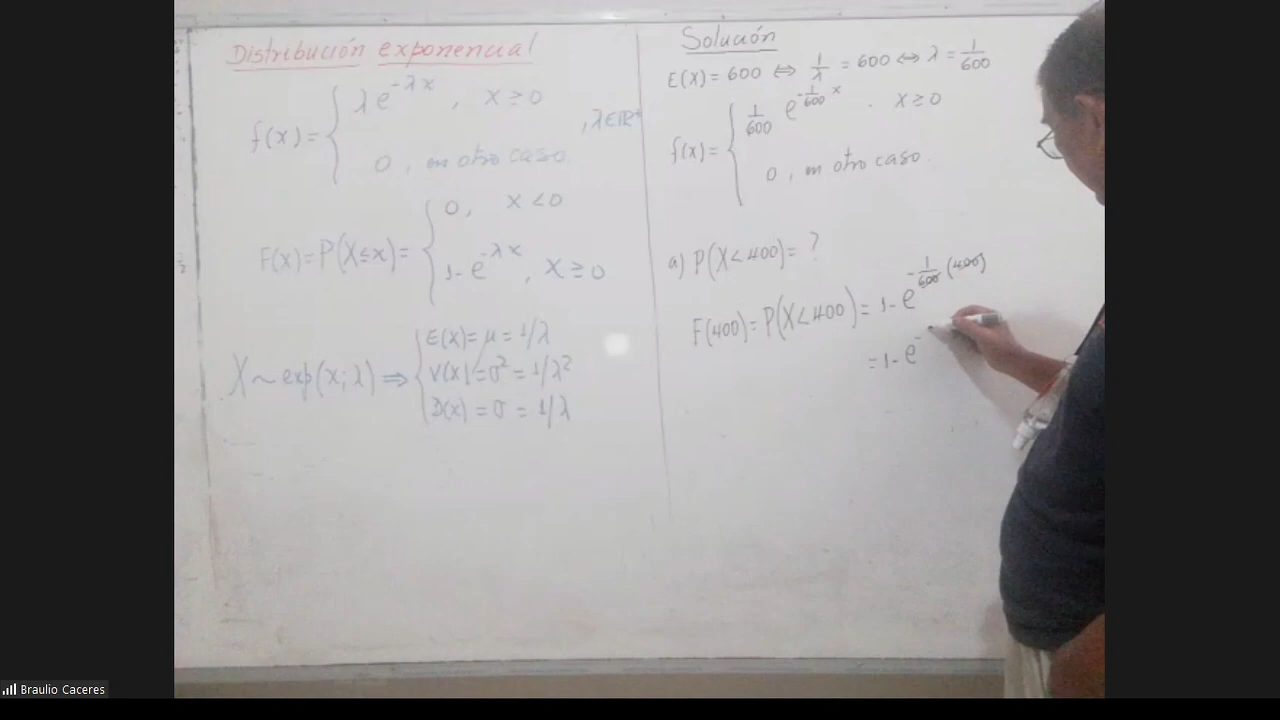 Distribución exponencial
f(x) = { λ e^{-λx} , x ≥ 0
0 , en otro caso , λ ∈ ℝ⁺
F(x) = P(X ≤ x) = { 0 , x < 0
1 - e^{-λx} , x ≥ 0
X ~ exp(x; λ) ⇒ { E(x) = μ = 1/λ
V(x) = σ² = 1/λ²
D(x) = σ = 1/λ
Solución
E(X) = 600 ⇔ 1/λ = 600 ⇔ λ = 1/600
f(x) = { 1/600 e^{-1/600 x} . x ≥ 0
0 , en otro caso .
a) P(X < 400) = ?
F(400) = P(X < 400) = 1 - e^{-1/600 (400)}
= 1 - e^{-
Braulio Caceres